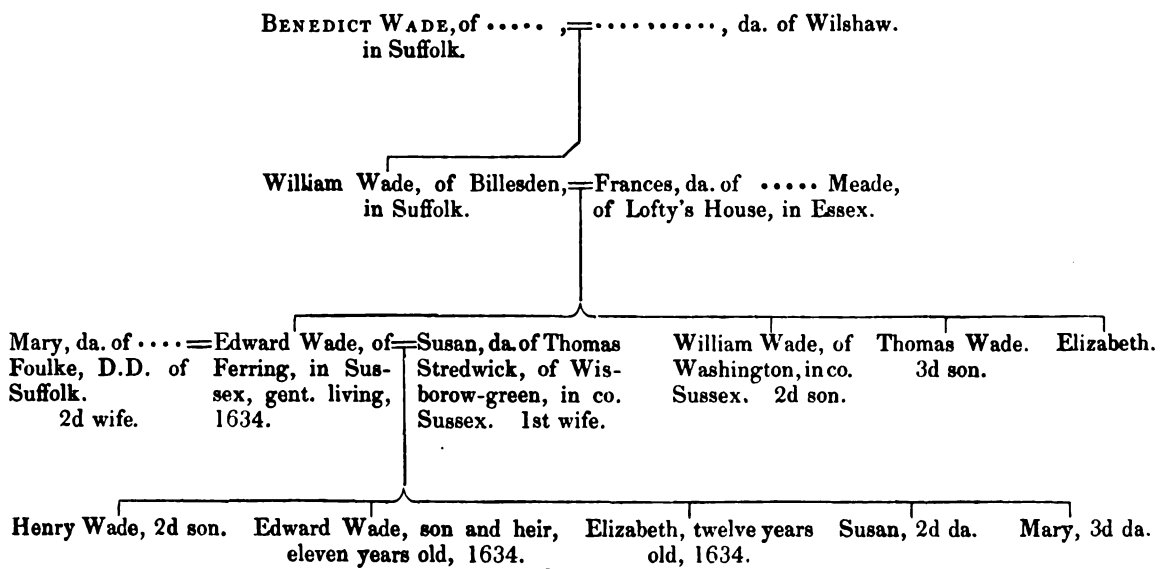 BENEDICT WADE, of ····· ,=··········, da. of Wilshaw.
in Suffolk.
William Wade, of Billesden,=Frances, da. of ····· Meade,
in Suffolk.
of Lofty's House, in Essex.
Mary, da. of ····=
Foulke, D.D. of
Suffolk.
2d wife.
Edward Wade, of=
Ferring, in Sus-
sex, gent. living,
1634.
Susan, da. of Thomas
Stredwick, of Wis-
borow-green, in co.
Sussex. 1st wife.
William Wade, of
Washington, in co.
Sussex. 2d son.
Thomas Wade.
3d son.
Elizabeth.
Henry Wade, 2d son.
Edward Wade, son and heir,
eleven years old, 1634.
Elizabeth, twelve years
old, 1634.
Susan, 2d da.
Mary, 3d da.